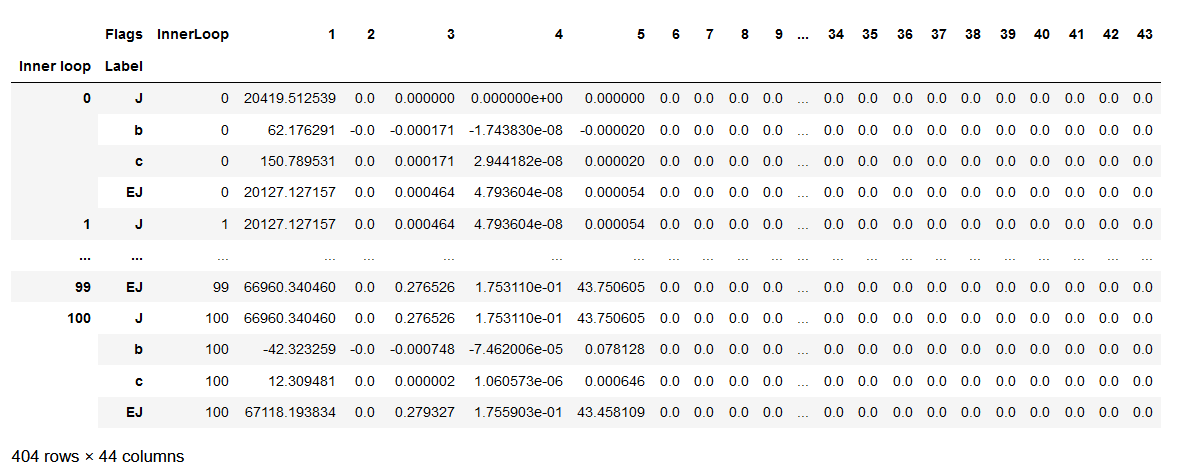 Flags InnerLoop 1 2 3 4 5 6 7 8 9 ... 34 35 36 37 38 39 40 41 42 43
Inner loop Label
0 J 0 20419.512539 0.0 0.000000 0.000000e+00 0.000000 0.0 0.0 0.0 0.0 ... 0.0 0.0 0.0 0.0 0.0 0.0 0.0 0.0 0.0 0.0
b 0 62.176291 -0.0 -0.000171 -1.743830e-08 -0.000020 0.0 0.0 0.0 0.0 ... 0.0 0.0 0.0 0.0 0.0 0.0 0.0 0.0 0.0 0.0
c 0 150.789531 0.0 0.000171 2.944182e-08 0.000020 0.0 0.0 0.0 0.0 ... 0.0 0.0 0.0 0.0 0.0 0.0 0.0 0.0 0.0 0.0
EJ 0 20127.127157 0.0 0.000464 4.793604e-08 0.000054 0.0 0.0 0.0 0.0 ... 0.0 0.0 0.0 0.0 0.0 0.0 0.0 0.0 0.0 0.0
1 J 1 20127.127157 0.0 0.000464 4.793604e-08 0.000054 0.0 0.0 0.0 0.0 ... 0.0 0.0 0.0 0.0 0.0 0.0 0.0 0.0 0.0 0.0
... ... ... ... ... ... ... ... ... ... ... ... ... ... ... ... ... ... ... ... ... ... ... ...
99 EJ 99 66960.340460 0.0 0.276526 1.753110e-01 43.750605 0.0 0.0 0.0 0.0 ... 0.0 0.0 0.0 0.0 0.0 0.0 0.0 0.0 0.0 0.0
100 J 100 66960.340460 0.0 0.276526 1.753110e-01 43.750605 0.0 0.0 0.0 0.0 ... 0.0 0.0 0.0 0.0 0.0 0.0 0.0 0.0 0.0 0.0
b 100 -42.323259 -0.0 -0.000748 -7.462006e-05 0.078128 0.0 0.0 0.0 0.0 ... 0.0 0.0 0.0 0.0 0.0 0.0 0.0 0.0 0.0 0.0
c 100 12.309481 0.0 0.000002 1.060573e-06 0.000646 0.0 0.0 0.0 0.0 ... 0.0 0.0 0.0 0.0 0.0 0.0 0.0 0.0 0.0 0.0
EJ 100 67118.193834 0.0 0.279327 1.755903e-01 43.458109 0.0 0.0 0.0 0.0 ... 0.0 0.0 0.0 0.0 0.0 0.0 0.0 0.0 0.0 0.0
404 rows × 44 columns